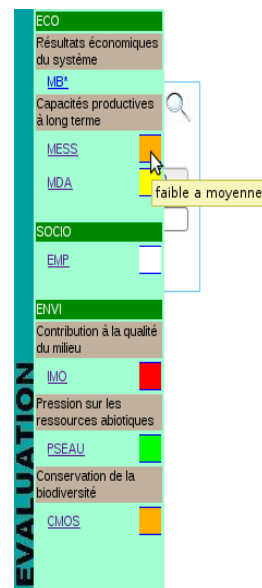 ECO
Résultats économiques
du système
MB*
Capacités productives
à long terme
MESS
MDA
faible a moyenne
SOCIO
EMP
ENVI
Contribution à la qualité
du milieu
IMO
Pression sur les
ressources abiotiques
PSEAU
Conservation de la
biodiversité
CMOS
EVALUATION